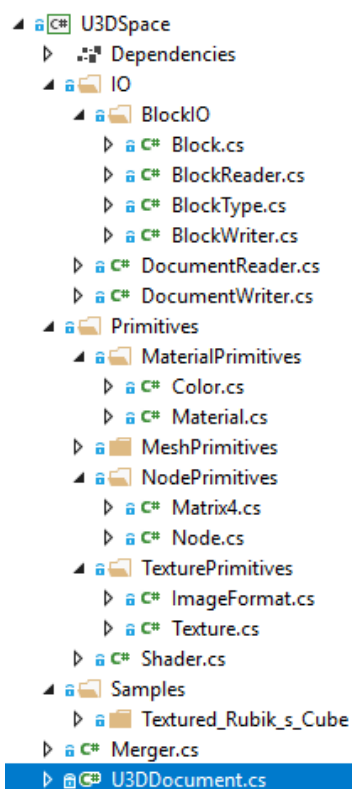 C# U3DSpace
Dependencies
IO
BlockIO
C# Block.cs
C# BlockReader.cs
C# BlockType.cs
C# BlockWriter.cs
C# DocumentReader.cs
C# DocumentWriter.cs
Primitives
MaterialPrimitives
C# Color.cs
C# Material.cs
MeshPrimitives
NodePrimitives
C# Matrix4.cs
C# Node.cs
TexturePrimitives
C# ImageFormat.cs
C# Texture.cs
C# Shader.cs
Samples
Textured_Rubik_s_Cube
C# Merger.cs
C# U3DDocument.cs